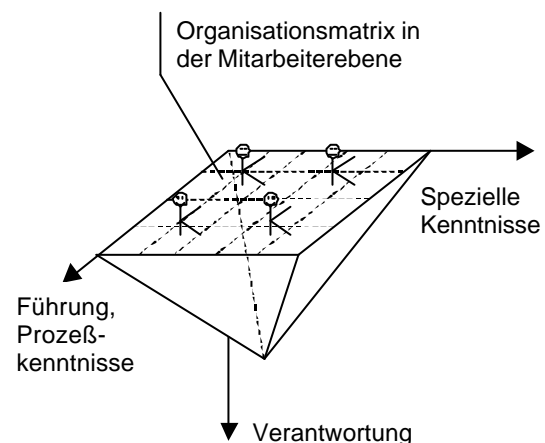 Organisationsmatrix in
der Mitarbeiterebene
Spezielle
Kenntnisse
Führung,
Prozeß-
kenntnisse
Verantwortung